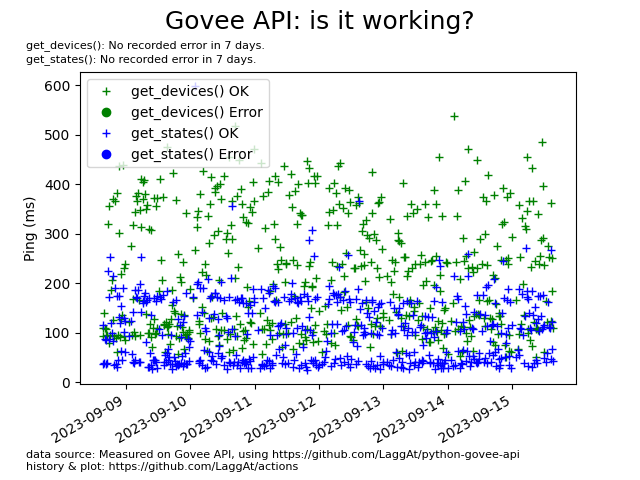 Govee API: is it working?
get_devices(): No recorded error in 7 days.
get_states(): No recorded error in 7 days.
600
500
400
300
200
100
0
Ping (ms)
get_devices() OK
get_devices() Error
get_states() OK
get_states() Error
2023-09-09
2023-09-10
2023-09-11
2023-09-12
2023-09-13
2023-09-14
2023-09-15
data source: Measured on Govee API, using https://github.com/LaggAt/python-govee-api
history & plot: https://github.com/LaggAt/actions